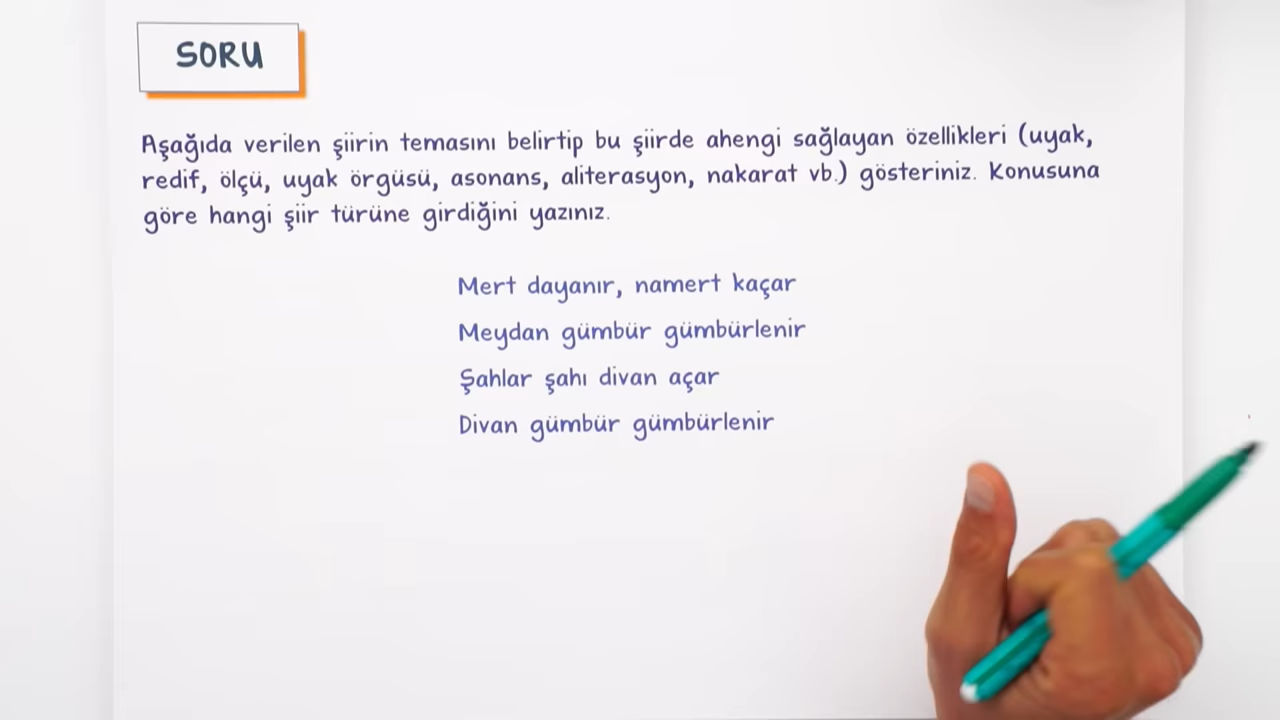 SORU
Aşağıda verilen şiirin temasını belirtip bu şiirde ahengi sağlayan özellikleri (uyak,
redif, ölçü, uyak örgüsü, asonans, aliterasyon, nakarat vb.) gösteriniz. Konusuna
göre hangi şiir türüne girdiğini yazınız.
Mert dayanır, namert kaçar
Meydan gümbür gümbürlenir
Şahlar şahı divan açar
Divan gümbür gümbürlenir